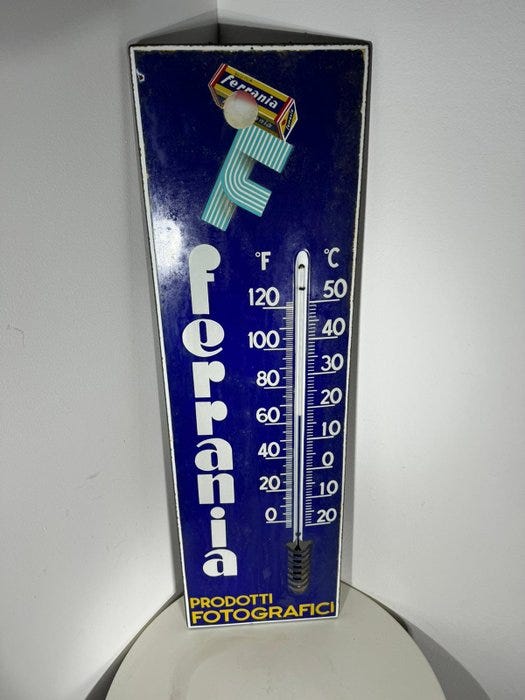 ferrania
F
ferrania
°F °C
120 50
100 40
80 30
60 20
40 10
20 0
0 10
20
PRODOTTI
FOTOGRAFICI